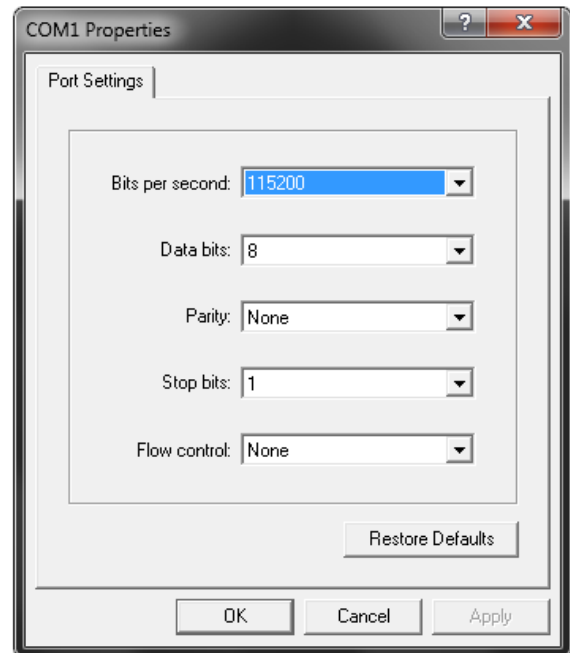 COM1 Properties
?
Port Settings
Bits per second: 115200
Data bits: 8
Parity: None
Stop bits: 1
Flow control: None
Restore Defaults
OK Cancel Apply